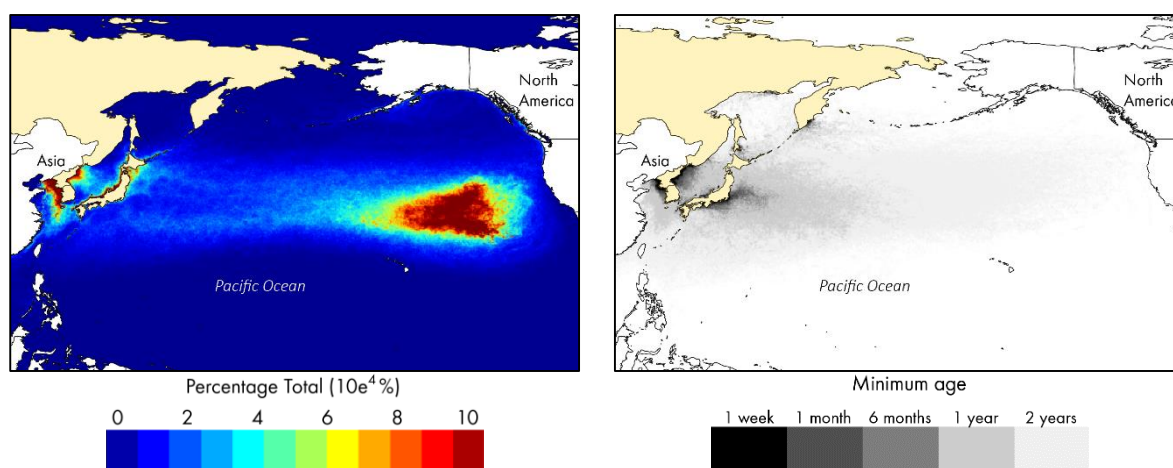 North
America
Asia
Pacific Ocean
Percentage Total (10e⁴ %)
0 2 4 6 8 10
North
America
Asia
Pacific Ocean
Minimum age
1 week 1 month 6 months 1 year 2 years